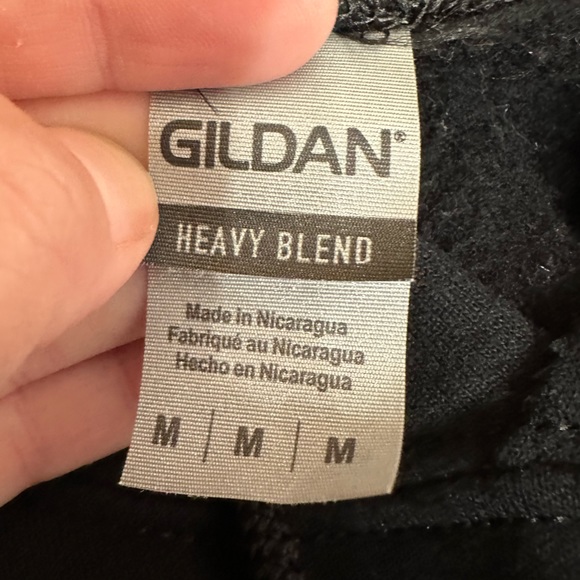 GILDAN®
HEAVY BLEND
Made in Nicaragua
Fabriqué au Nicaragua
Hecho en Nicaragua
M | M | M